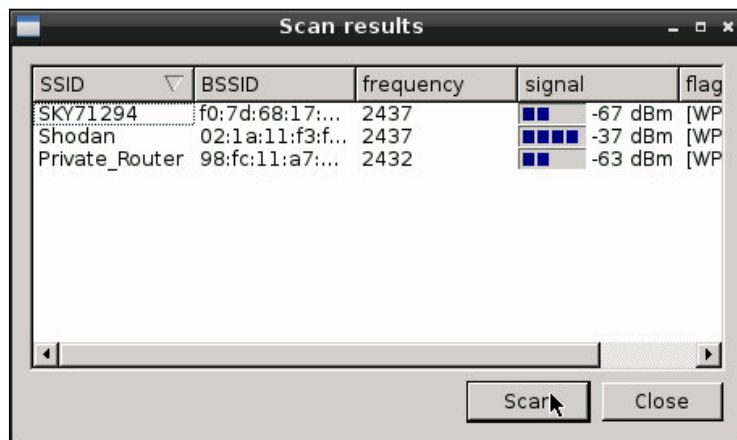 Scan results
SSID BSSID frequency signal flag
SKY71294 f0:7d:68:17:... 2437 -67 dBm [WP
Shodan 02:1a:11:f3:f... 2437 -37 dBm [WP
Private_Router 98:fc:11:a7:... 2432 -63 dBm [WP
Scan Close